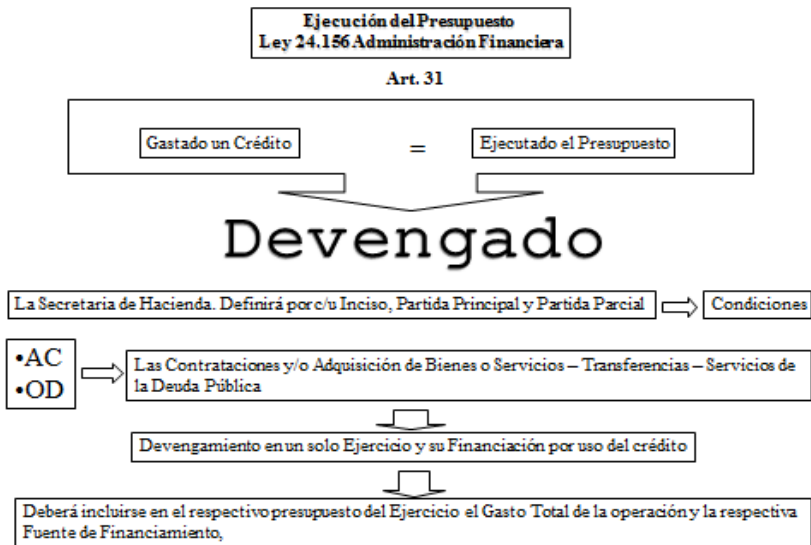 Ejecución del Presupuesto
Ley 24.156 Administración Financiera
Art. 31
Gastado un Crédito = Ejecutado el Presupuesto
Devengado
La Secretaria de Hacienda. Definirá por c/u Inciso, Partida Principal y Partida Parcial
Condiciones
•AC
•OD
Las Contrataciones y/o Adquisición de Bienes o Servicios – Transferencias – Servicios de
la Deuda Pública
Devengamiento en un solo Ejercicio y su Financiación por uso del crédito
Deberá incluirse en el respectivo presupuesto del Ejercicio el Gasto Total de la operación y la respectiva
Fuente de Financiamiento,